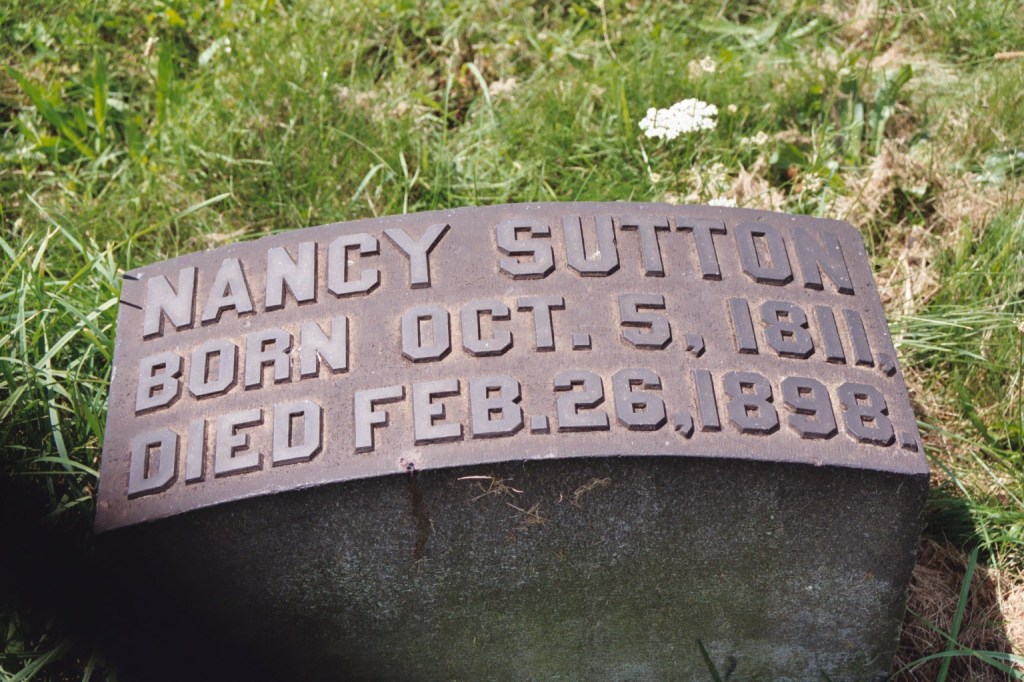 NANCY SUTTON
BORN OCT. 5, 1811,
DIED FEB. 26, 1898.